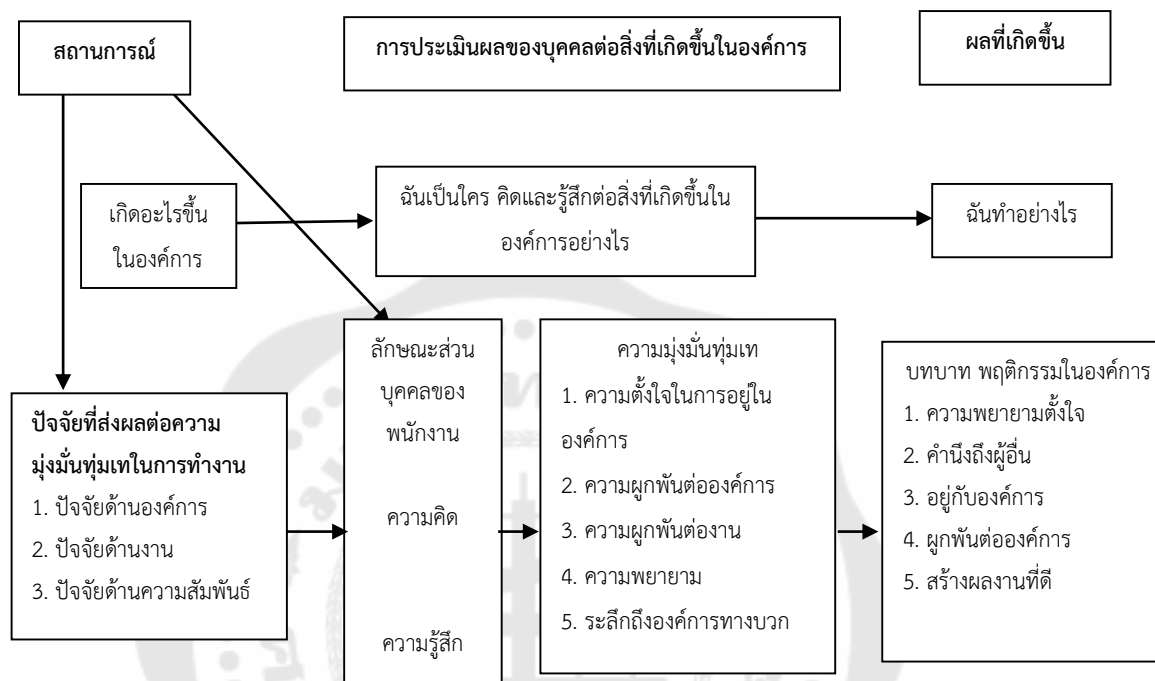 สถานการณ์
การประเมินผลของบุคคลต่อสิ่งที่เกิดขึ้นในองค์การ
ผลที่เกิดขึ้น
เกิดอะไรขึ้น
ในองค์การ
ฉันเป็นใคร คิดและรู้สึกต่อสิ่งที่เกิดขึ้นใน
องค์การอย่างไร
ฉันทำอย่างไร
ปัจจัยที่ส่งผลต่อความ
มุ่งมั่นทุ่มเทในการทำงาน
1. ปัจจัยด้านองค์การ
2. ปัจจัยด้านงาน
3. ปัจจัยด้านความสัมพันธ์
ลักษณะส่วน
บุคคลของ
พนักงาน
ความคิด
ความรู้สึก
ความมุ่งมั่นทุ่มเท
1. ความตั้งใจในการอยู่ใน
องค์การ
2. ความผูกพันต่อองค์การ
3. ความผูกพันต่องาน
4. ความพยายาม
5. ระลึกถึงองค์การทางบวก
บทบาท พฤติกรรมในองค์การ
1. ความพยายามตั้งใจ
2. คำนึงถึงผู้อื่น
3. อยู่กับองค์การ
4. ผูกพันต่อองค์การ
5. สร้างผลงานที่ดี